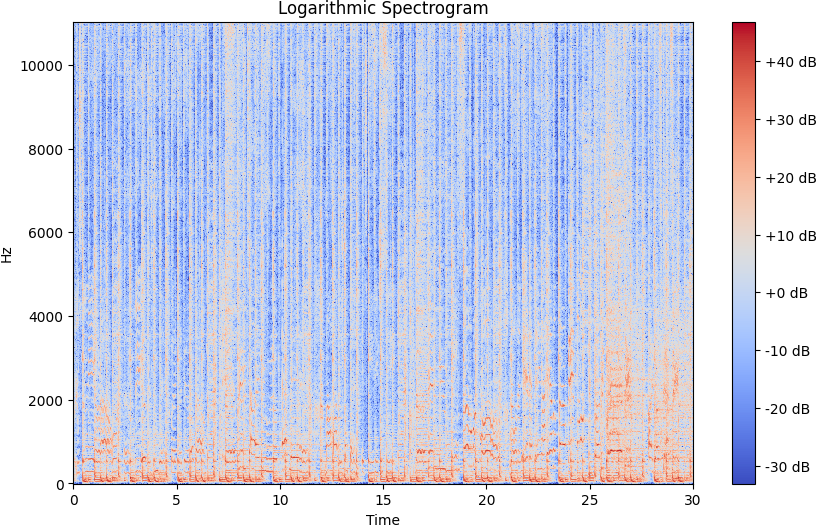 Logarithmic Spectrogram
Hz
10000
8000
6000
4000
2000
0
0 5 10 15 20 25 30
Time
+40 dB
+30 dB
+20 dB
+10 dB
+0 dB
-10 dB
-20 dB
-30 dB